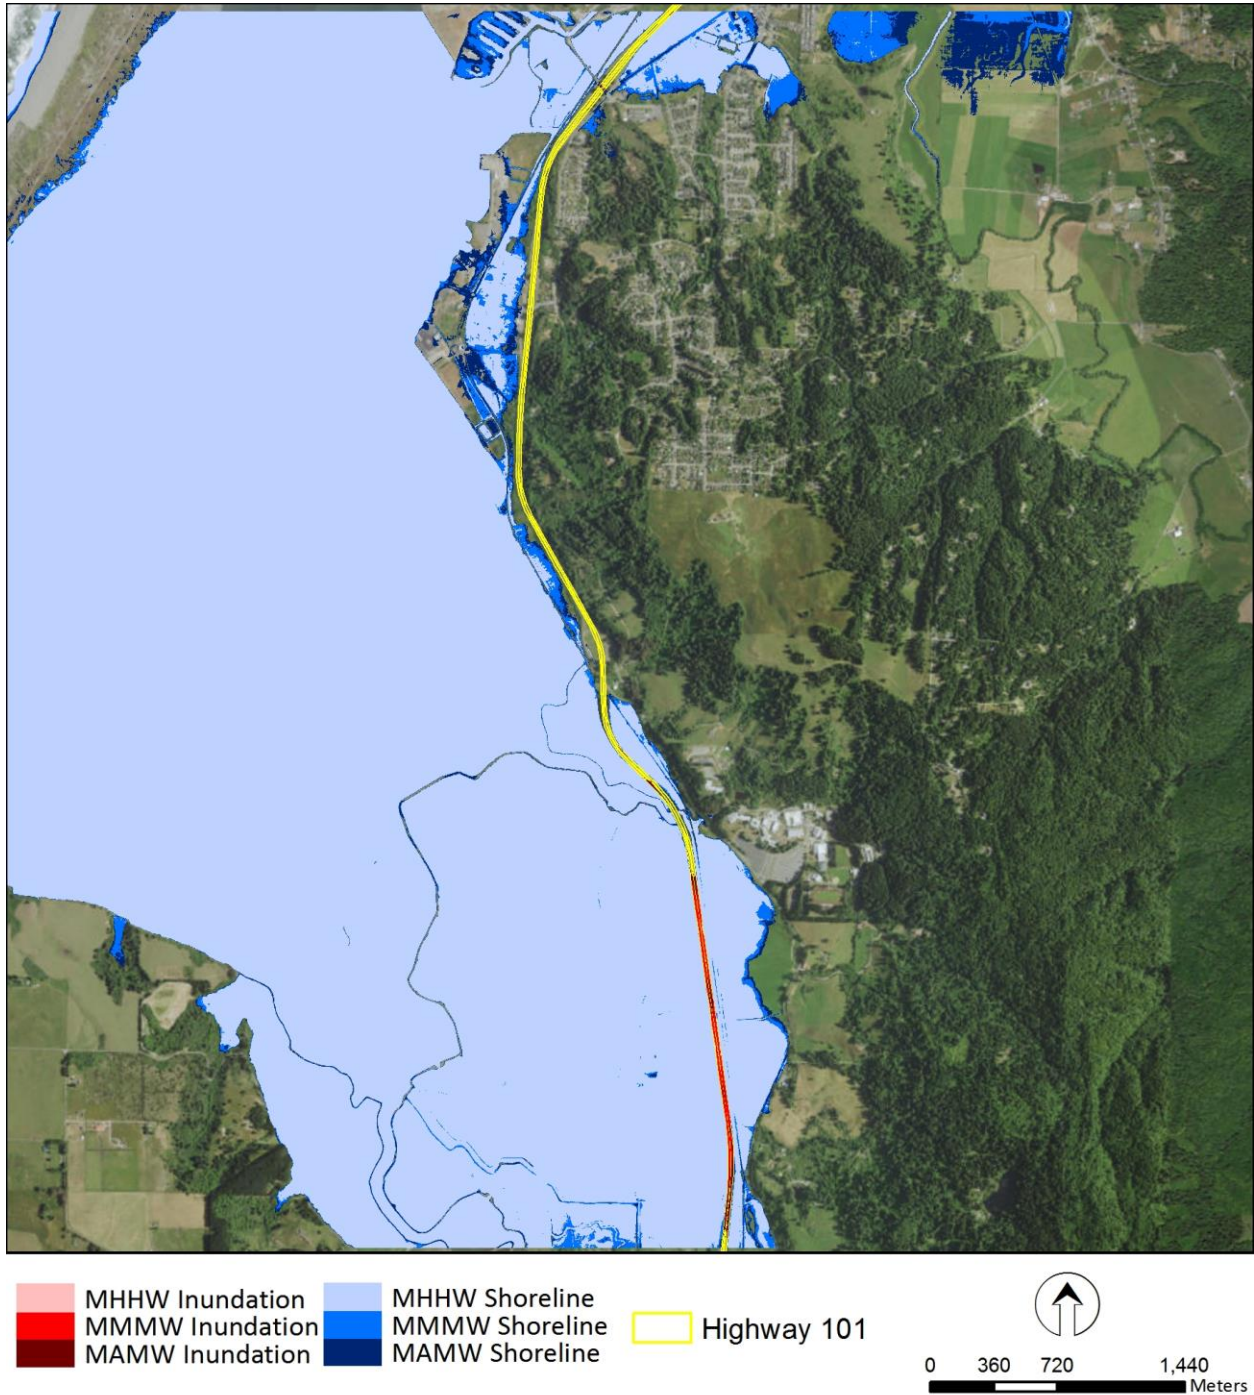 MHHW Inundation
MMMW Inundation
MAMW Inundation
MHHW Shoreline
MMMW Shoreline
MAMW Shoreline
Highway 101
0 360 720 1,440
Meters